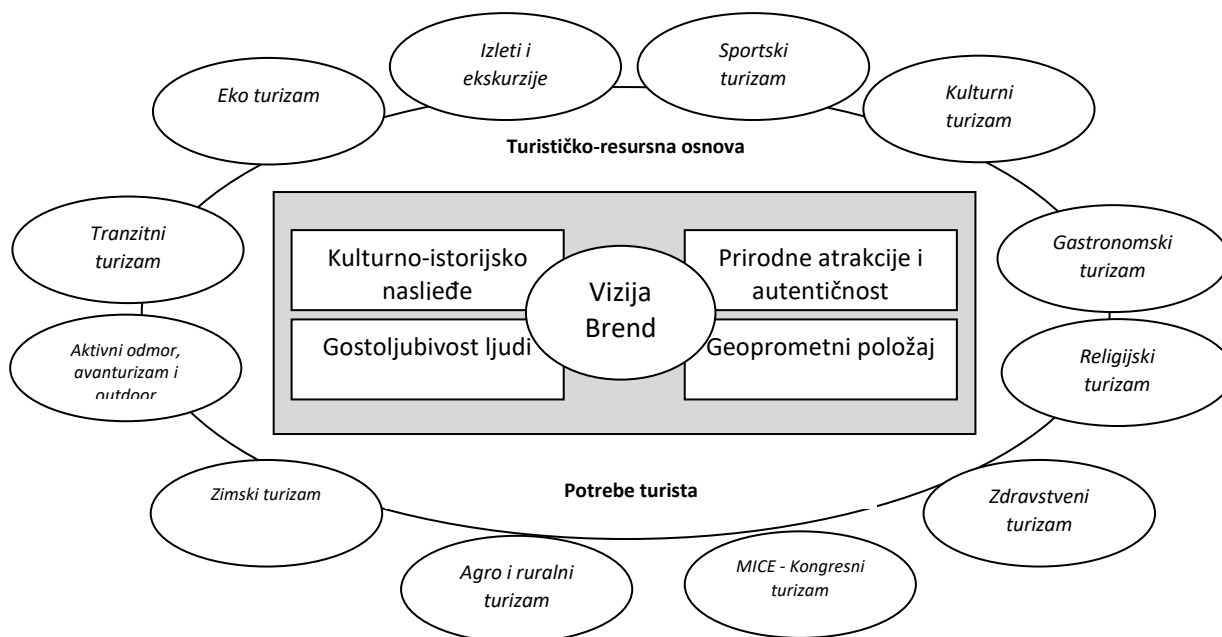 Izleti i
ekskurzije
Sportski
turizam
Eko turizam
Kulturni
turizam
Turističko-resursna osnova
Tranzitni
turizam
Gastronomski
turizam
Kulturno-istorijsko
naslieđe
Prirodne atrakcije i
autentičnost
Vizija
Brend
Gostoljubivost ljudi
Geoprometni položaj
Aktivni odmor,
avanturizam i
outdoor
Religijski
turizam
Zimski turizam
Potrebe turista
Zdravstveni
turizam
Agro i ruralni
turizam
MICE - Kongresni
turizam